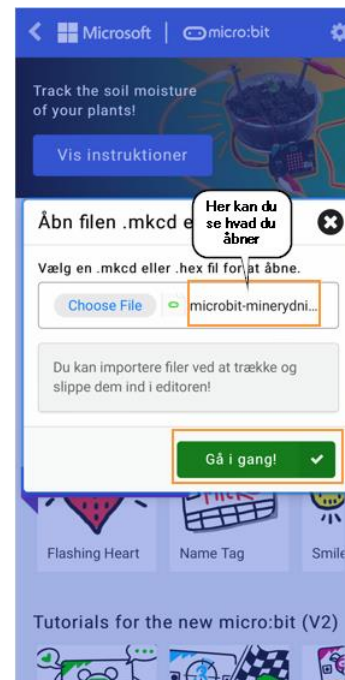 Microsoft | micro:bit
Track the soil moisture
of your plants!
Vis instruktioner
Åbn filen .mkcd e
Her kan du
se hvad du
åbner
Vælg en .mkcd eller .hex fil for at åbne.
Choose File microbit-minerydni...
Du kan importere filer ved at trække og
slippe dem ind i editoren!
Gå i gang!
Flashing Heart Name Tag Smile
Tutorials for the new micro:bit (V2)